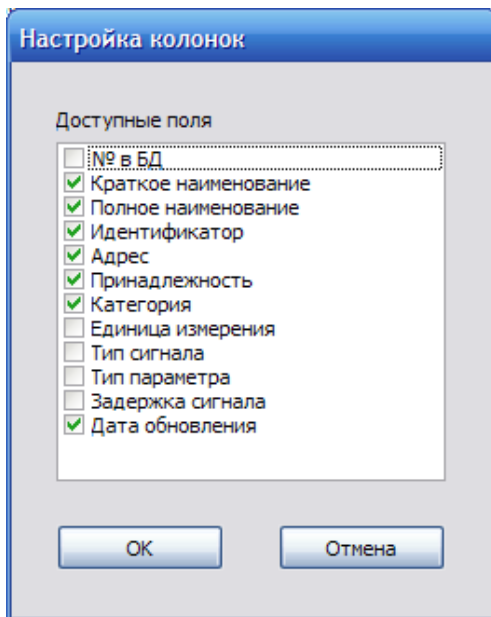 Настройка колонок
Доступные поля
№ в БД
Краткое наименование
Полное наименование
Идентификатор
Адрес
Принадлежность
Категория
Единица измерения
Тип сигнала
Тип параметра
Задержка сигнала
Дата обновления
ОК
Отмена